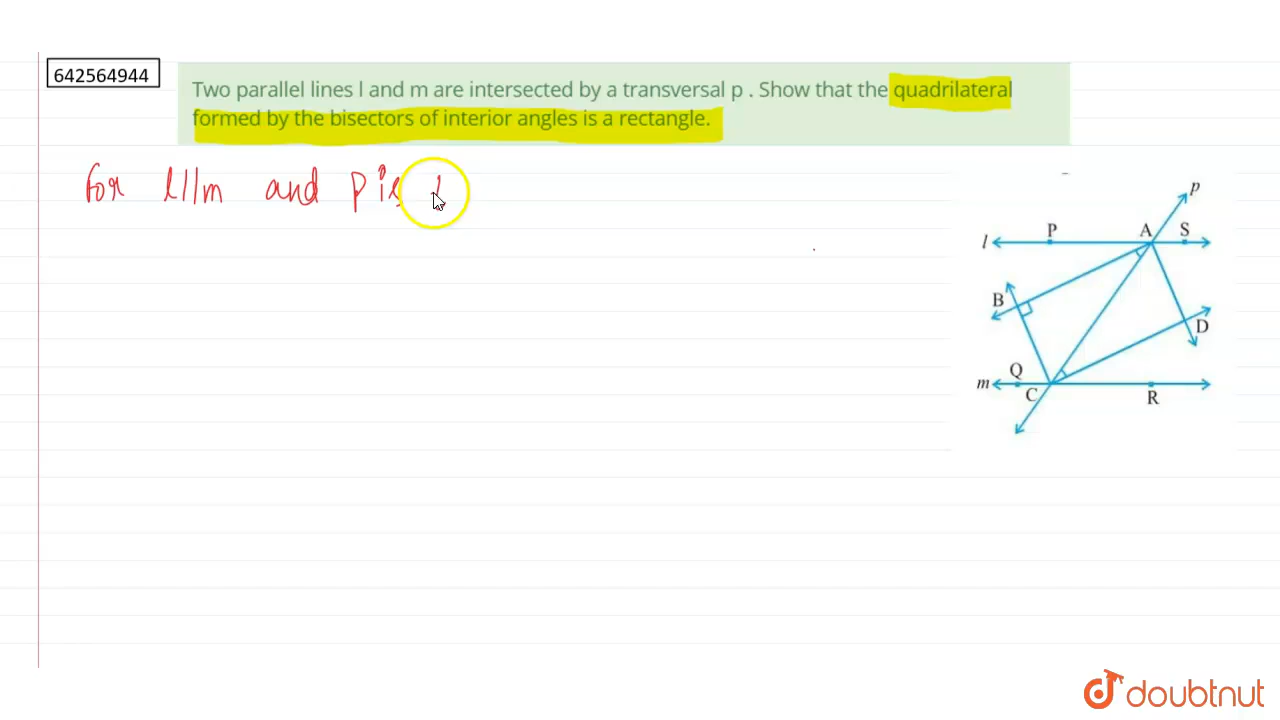 642564944
Two parallel lines l and m are intersected by a transversal p . Show that the quadrilateral
formed by the bisectors of interior angles is a rectangle.
for l||m and p is
p
l P A S
B
D
Q
m C R
doubtnut